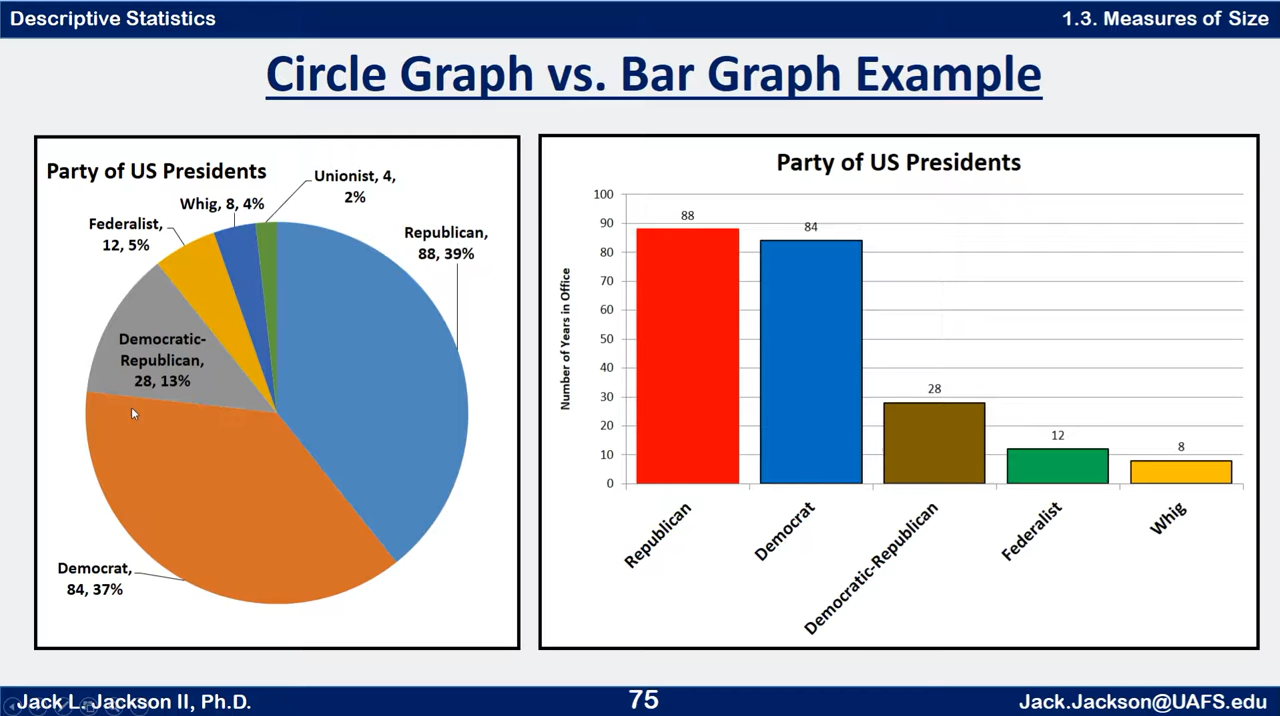 Descriptive Statistics
1.3. Measures of Size
Circle Graph vs. Bar Graph Example
Party of US Presidents
Unionist, 4,
2%
Whig, 8, 4%
Federalist,
12, 5%
Republican,
88, 39%
Democratic-
Republican,
28, 13%
Democrat,
84, 37%
Party of US Presidents
Number of Years in Office
100
90
80
70
60
50
40
30
20
10
0
88
84
28
12
8
Republican
Democrat
Democratic-Republican
Federalist
Whig
Jack L. Jackson II, Ph.D.
75
Jack.Jackson@UAFS.edu